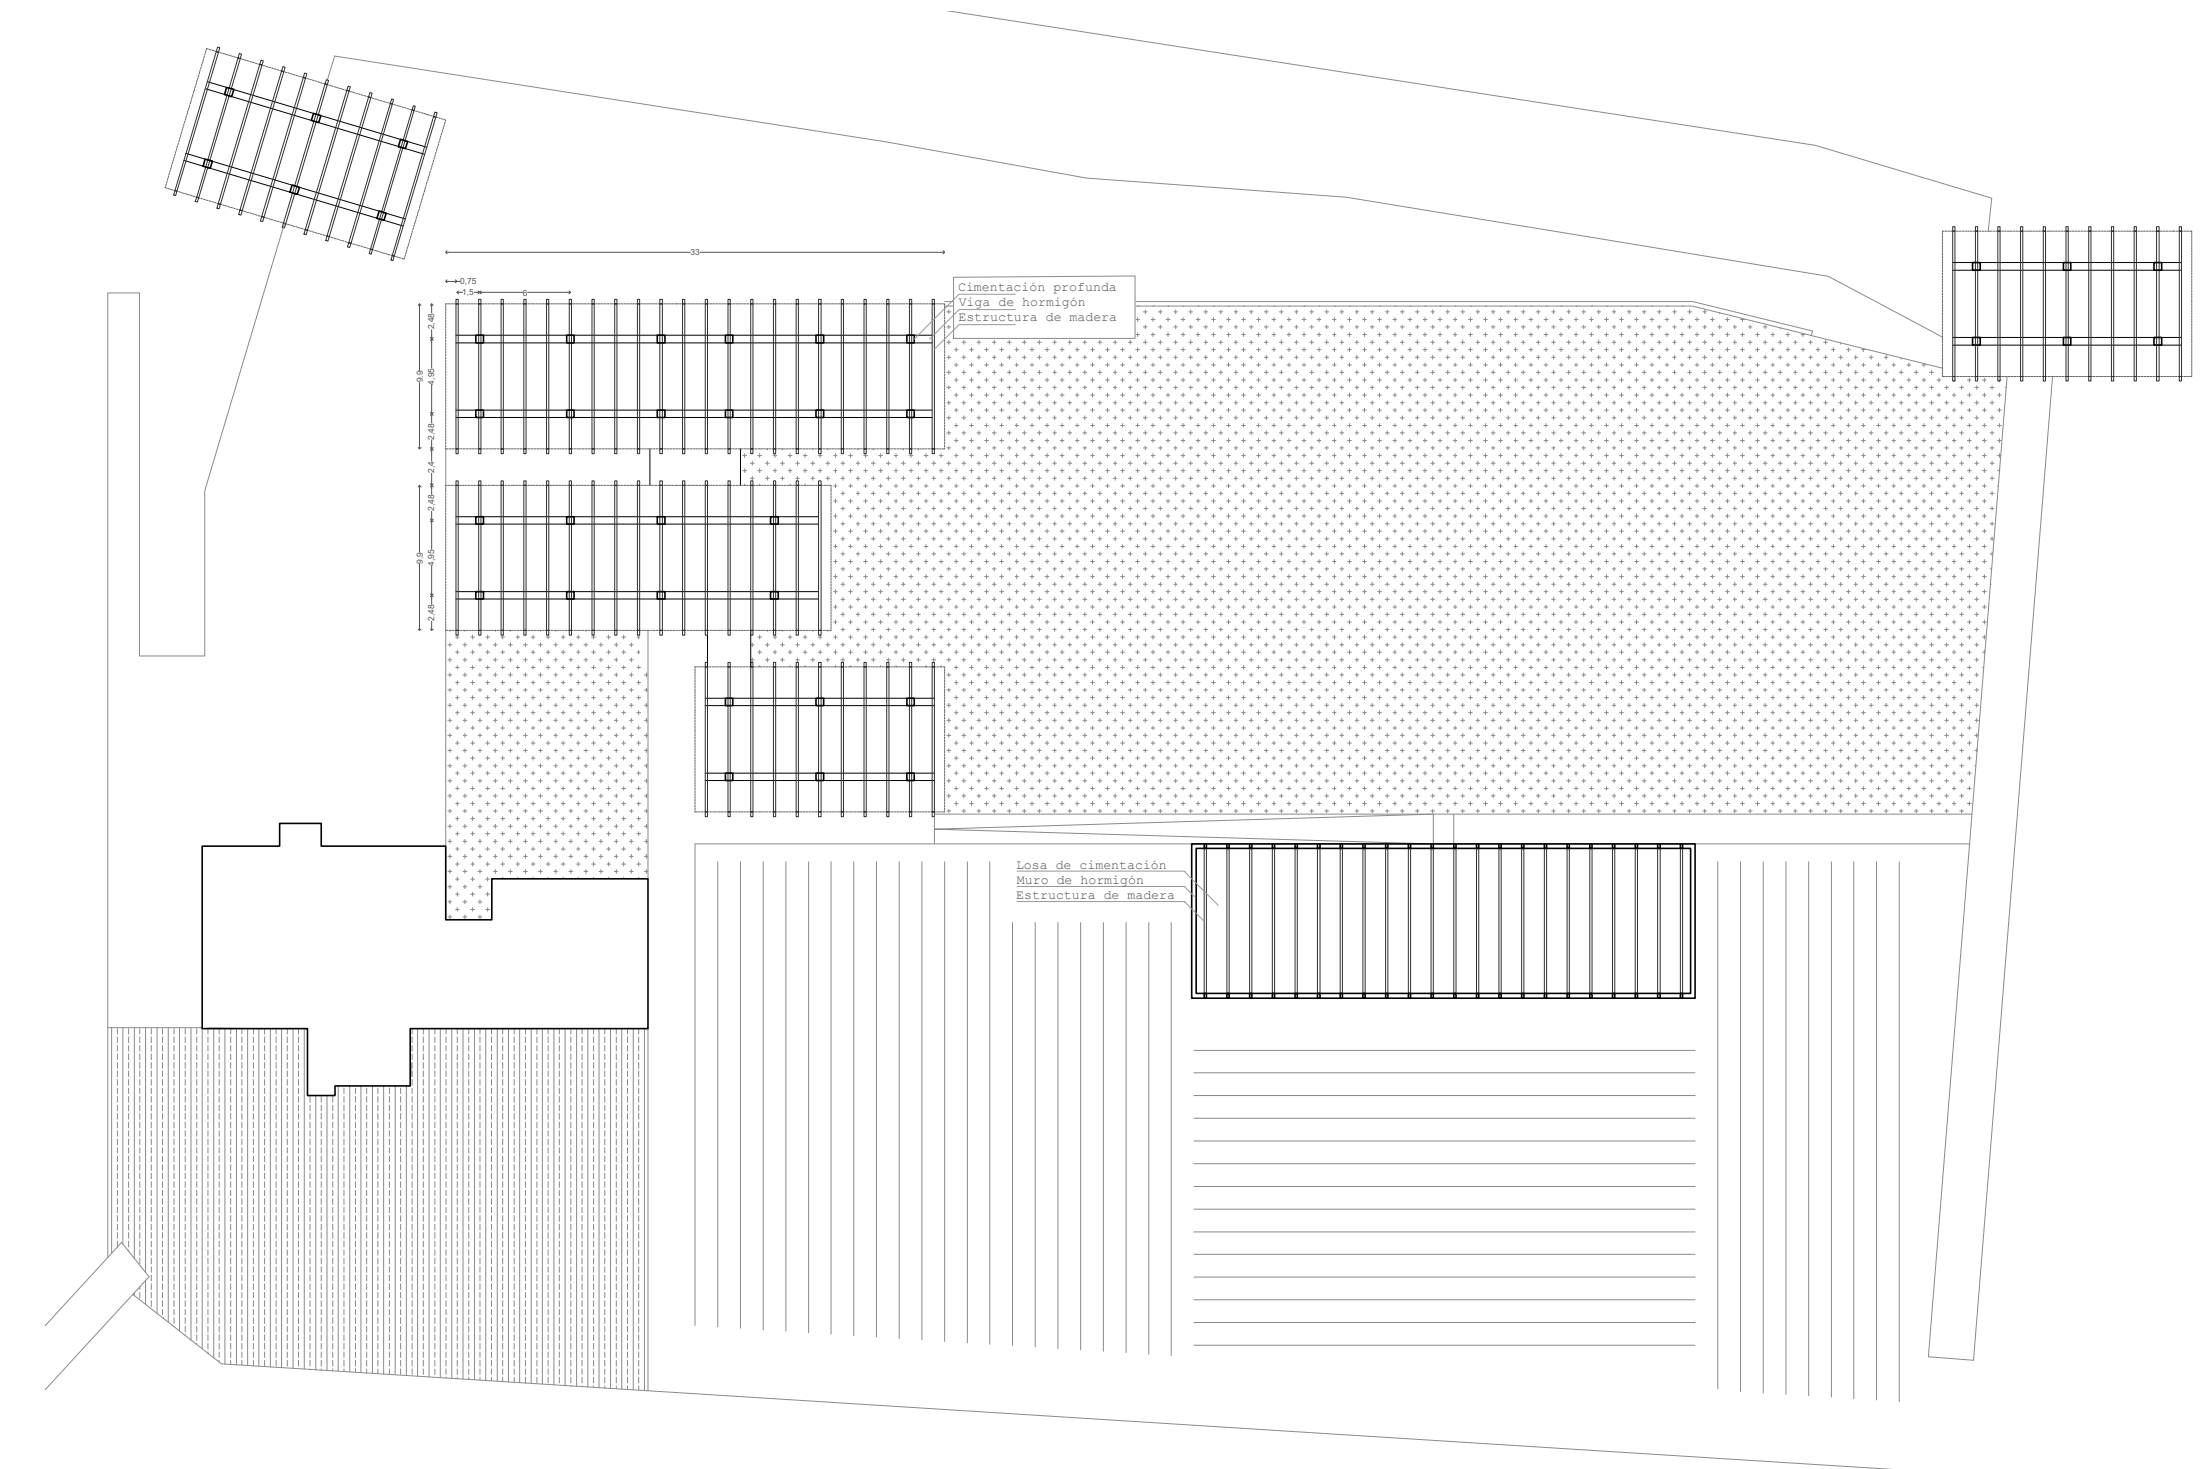 33
0,75
1,5
6
Cimentación profunda
Viga de hormigón
Estructura de madera
2,48
9,9
4,95
2,48
2,4
2,48
9,9
4,95
2,48
Losa de cimentación
Muro de hormigón
Estructura de madera